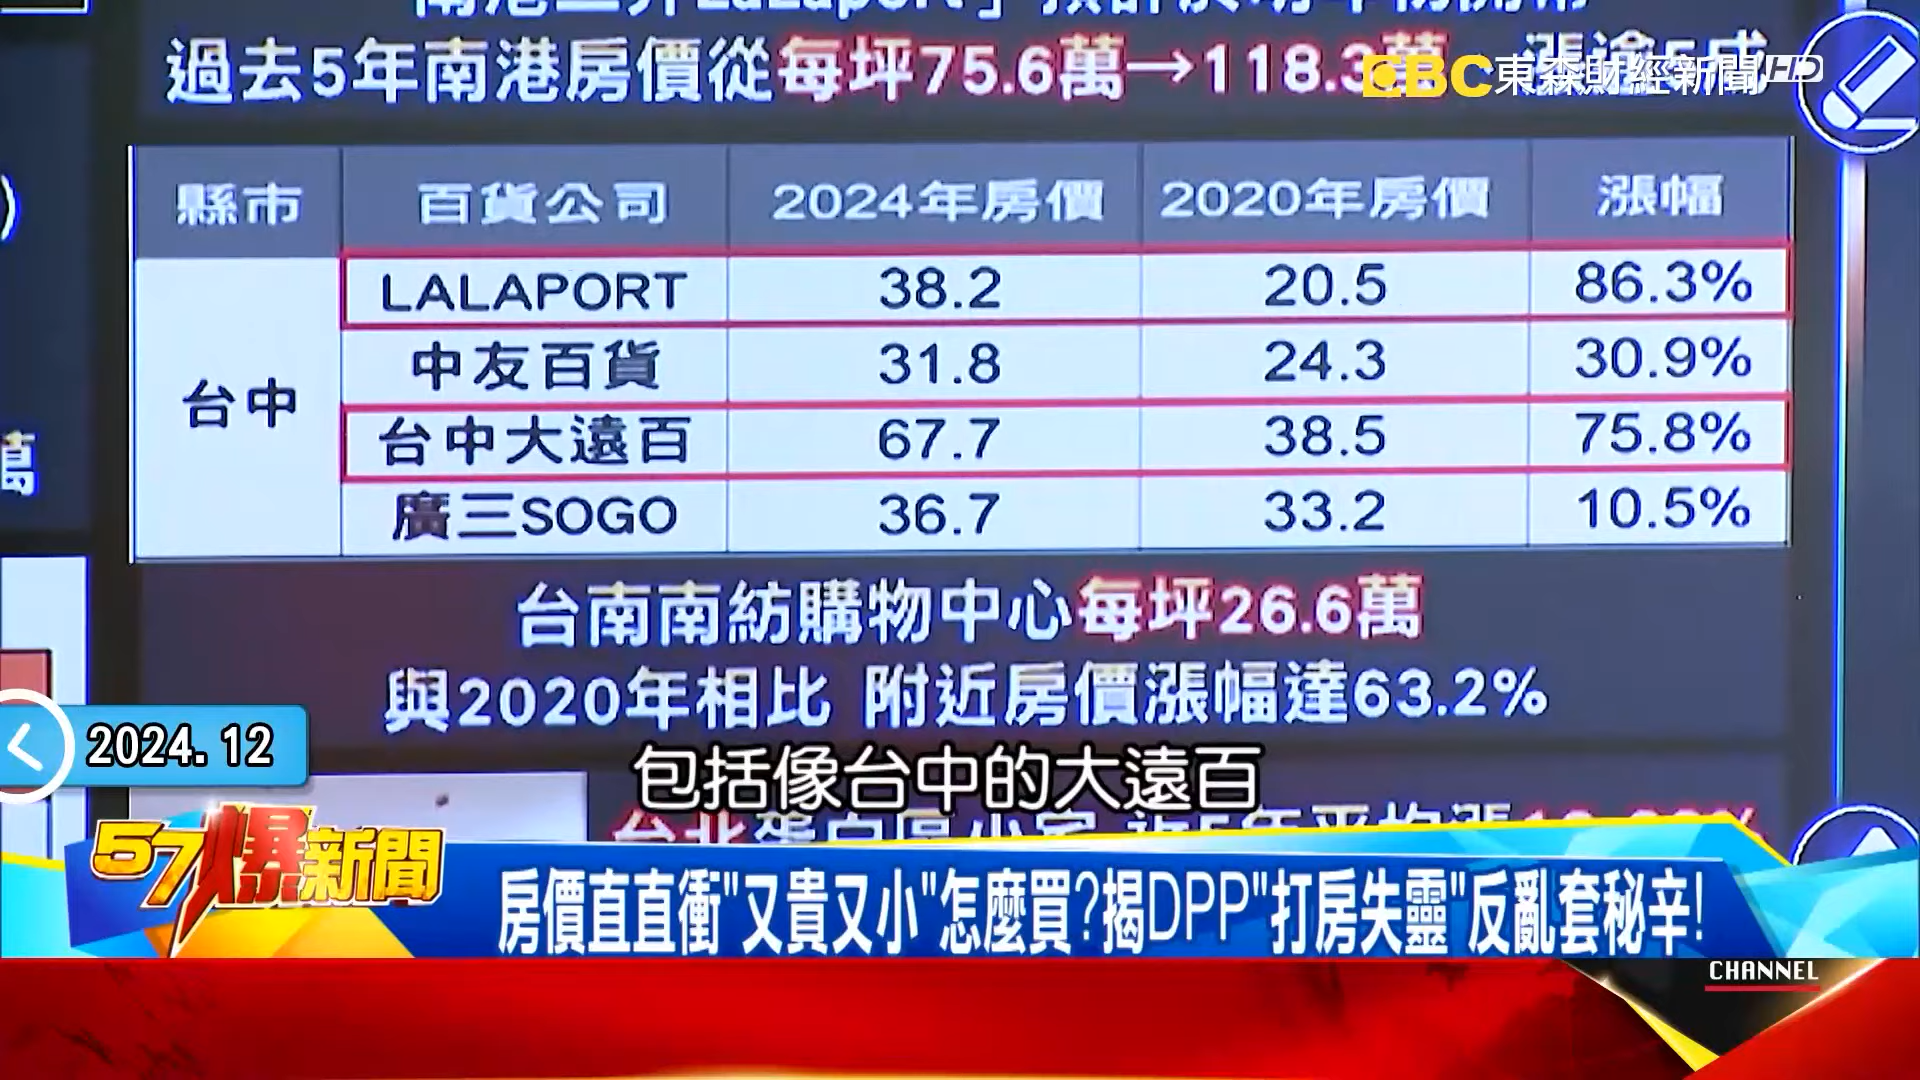 過去5年南港房價從每坪75.6萬→118.3萬 漲逾5成
EBC東森財經新聞HD
縣市 百貨公司 2024年房價 2020年房價 漲幅
台中
LALAPORT 38.2 20.5 86.3%
中友百貨 31.8 24.3 30.9%
台中大遠百 67.7 38.5 75.8%
廣三SOGO 36.7 33.2 10.5%
萬
台南南紡購物中心每坪26.6萬
與2020年相比 附近房價漲幅達63.2%
2024.12
包括像台中的大遠百
57爆新聞
房價直直衝"又貴又小"怎麼買?揭DPP"打房失靈"反亂套秘辛!
CHANNEL